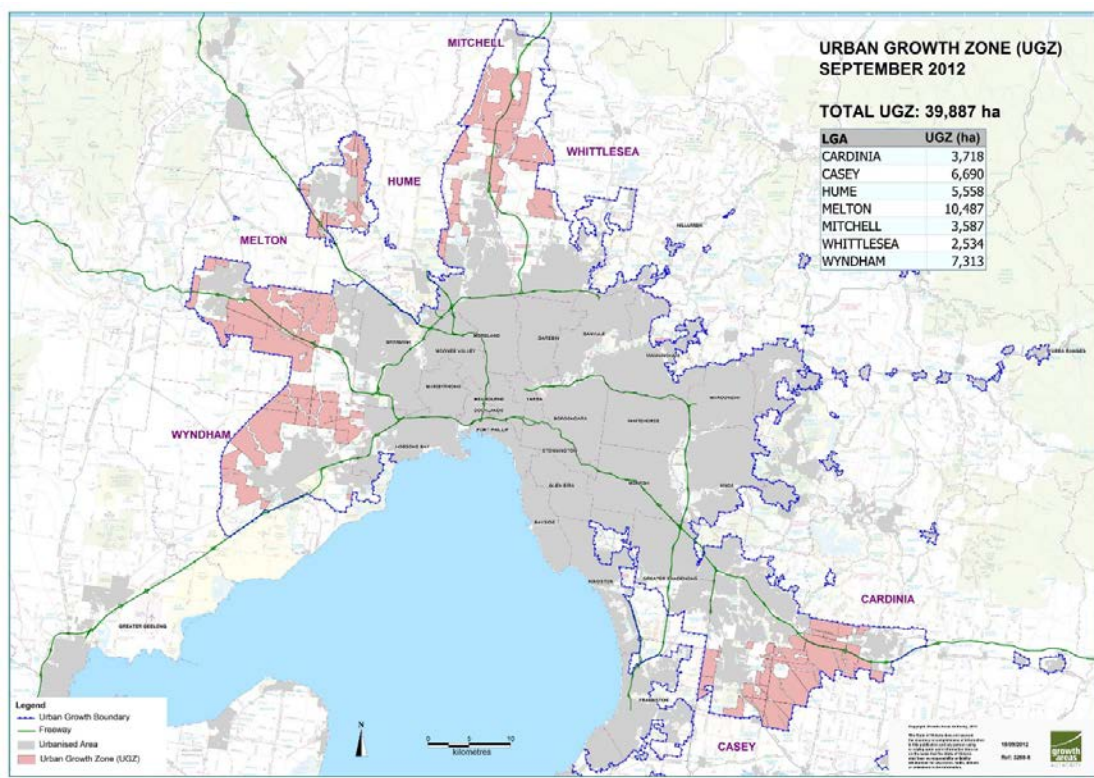 URBAN GROWTH ZONE (UGZ)
SEPTEMBER 2012
TOTAL UGZ: 39,887 ha
LGA UGZ (ha)
CARDINIA 3,718
CASEY 6,690
HUME 5,558
MELTON 10,487
MITCHELL 3,587
WHITTLESEA 2,534
WYNDHAM 7,313
MITCHELL
WHITTLESEA
HUME
MELTON
WYNDHAM
CARDINIA
CASEY
NILLUMBIK
MORELAND
DAREBIN
BANYULE
BRIMBANK
MOONEE VALLEY
MANNINGHAM
MARIBYRNONG
MELBOURNE
YARRA
MAROONDAH
BOROONDARA
WHITEHORSE
PORT PHILLIP
HOBSONS BAY
STONNINGTON
GLEN EIRA
MONASH
KNOX
BAYSIDE
KINGSTON
GREATER DANDENONG
GREATER GEELONG
FRANKSTON
Legend
Urban Growth Boundary
Freeway
Urbanised Area
Urban Growth Zone (UGZ)
N
0 5 10
kilometres
growth
areas